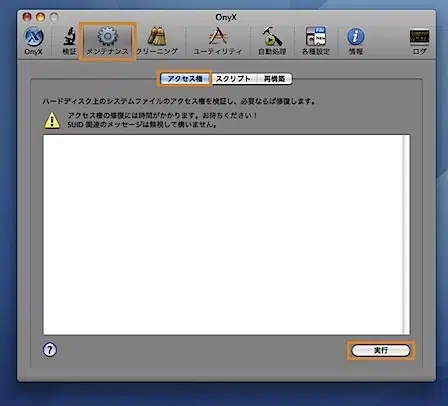 OnyX
OnyX
検証
メンテナンス
クリーニング
ユーティリティ
自動処理
各種設定
情報
ログ
アクセス権
スクリプト
再構築
ハードディスク上のシステムファイルのアクセス権を検証し、必要ならば修復します。
アクセス権の修復には時間がかかります。お待ちください！
SUID 関連のメッセージは無視して構いません。
?
実行